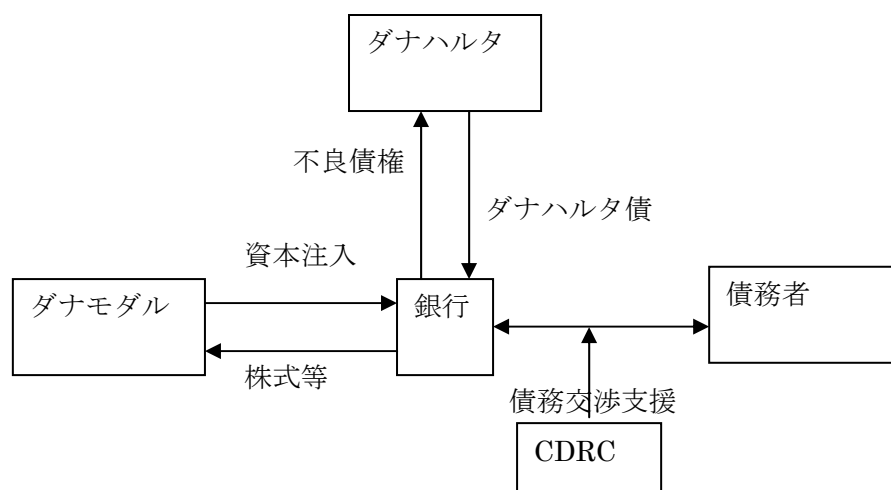 ダナハルタ
不良債権
ダナハルタ債
資本注入
ダナモダル
銀行
債務者
株式等
債務交渉支援
CDRC